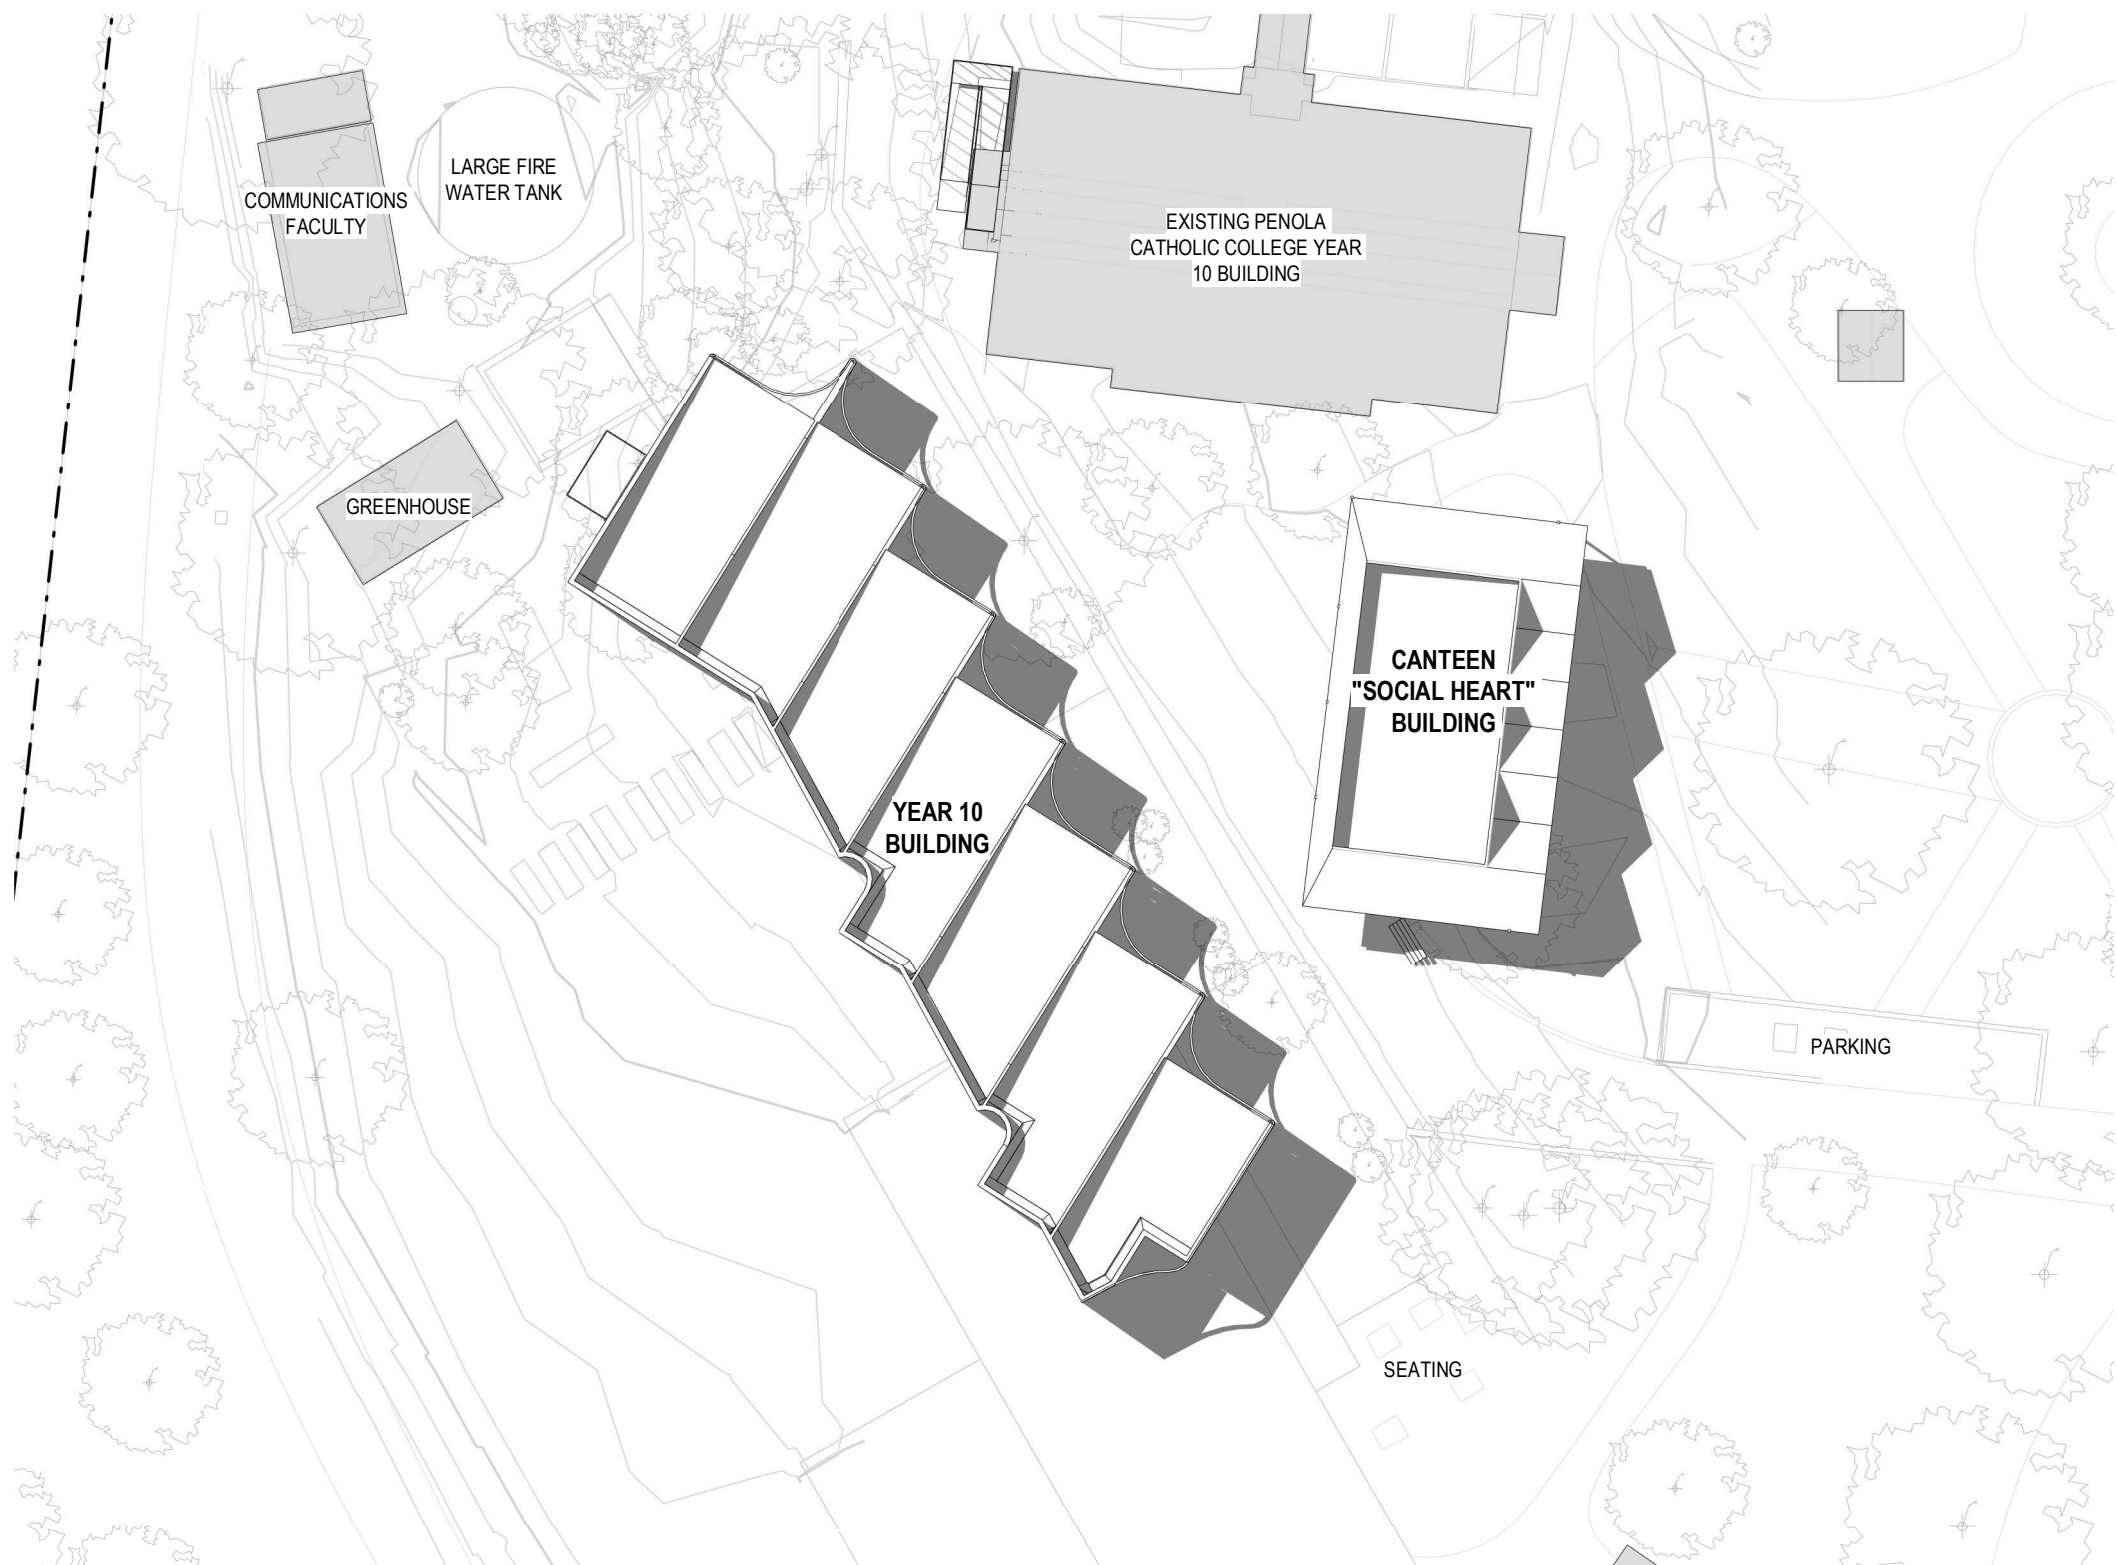 LARGE FIRE
WATER TANK
COMMUNICATIONS
FACULTY
EXISTING PENOLA
CATHOLIC COLLEGE YEAR
10 BUILDING
GREENHOUSE
CANTEEN
"SOCIAL HEART"
BUILDING
YEAR 10
BUILDING
PARKING
SEATING